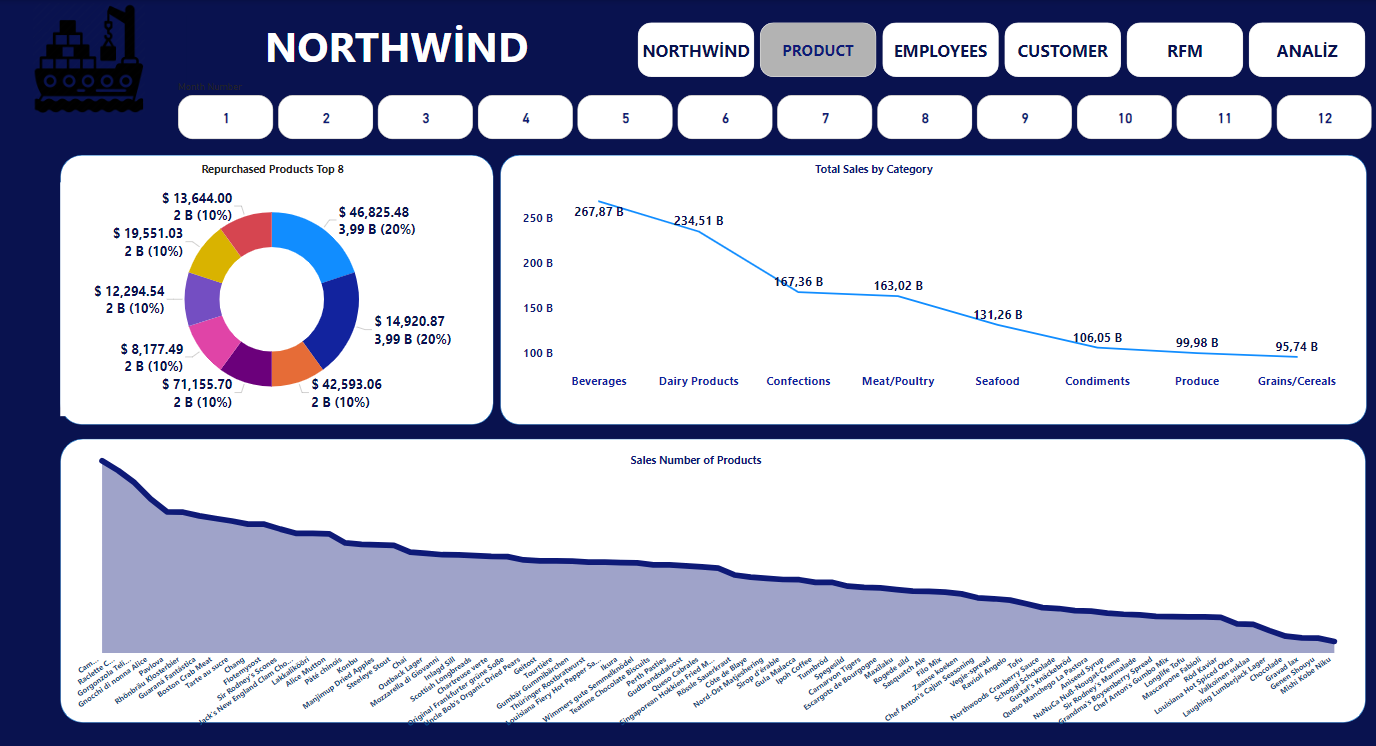 NORTHWİND
NORTHWİND
PRODUCT
EMPLOYEES
CUSTOMER
RFM
ANALİZ
Month Number
1
2
3
4
5
6
7
8
9
10
11
12
Repurchased Products Top 8
$ 46,825.48
3,99 B (20%)
$ 14,920.87
3,99 B (20%)
$ 42,593.06
2 B (10%)
$ 71,155.70
2 B (10%)
$ 8,177.49
2 B (10%)
$ 12,294.54
2 B (10%)
$ 19,551.03
2 B (10%)
$ 13,644.00
2 B (10%)
Total Sales by Category
250 B
200 B
150 B
100 B
267,87 B
234,51 B
167,36 B
163,02 B
131,26 B
106,05 B
99,98 B
95,74 B
Beverages
Dairy Products
Confections
Meat/Poultry
Seafood
Condiments
Produce
Grains/Cereals
Sales Number of Products
Cam...
Raclette C...
Gorgonzola Teli...
Gnocchi di nonna Alice
Pavlova
Rhönbräu Klosterbier
Guaraná Fantástica
Boston Crab Meat
Tarte au sucre
Chang
Flotemysost
Sir Rodney's Scones
Jack's New England Clam Cho...
Lakkalikööri
Alice Mutton
Pâté chinois
Konbu
Manjimup Dried Apples
Steeleye Stout
Chai
Outback Lager
Mozzarella di Giovanni
Inlagd Sill
Scottish Longbreads
Chartreuse verte
Original Frankfurter grüne Soße
Uncle Bob's Organic Dried Pears
Geitost
Tourtière
Gumbär Gummibärchen
Thüringer Rostbratwurst
Louisiana Fiery Hot Pepper Sa...
Ikura
Wimmers gute Semmelknödel
Teatime Chocolate Biscuits
Perth Pasties
Gudbrandsdalsost
Queso Cabrales
Singaporean Hokkien Fried M...
Rössle Sauerkraut
Côte de Blaye
Nord-Ost Matjeshering
Sirop d'érable
Gula Malacca
Ipoh Coffee
Tunnbröd
Spegesild
Carnarvon Tigers
Escargots de Bourgogne
Maxilaku
Rogede sild
Sasquatch Ale
Filo Mix
Zaanse koeken
Chef Anton's Cajun Seasoning
Vegie-spread
Ravioli Angelo
Tofu
Northwoods Cranberry Sauce
Schoggi Schokolade
Gustaf's Knäckebröd
Queso Manchego La Pastora
Aniseed Syrup
NuNuCa Nuß-Nougat-Creme
Sir Rodney's Marmalade
Grandma's Boysenberry Spread
Chef Anton's Gumbo Mix
Longlife Tofu
Mascarpone Fabioli
Röd Kaviar
Louisiana Hot Spiced Okra
Valkoinen suklaa
Laughing Lumberjack Lager
Chocolade
Gravad lax
Genen Shouyu
Mishi Kobe Niku